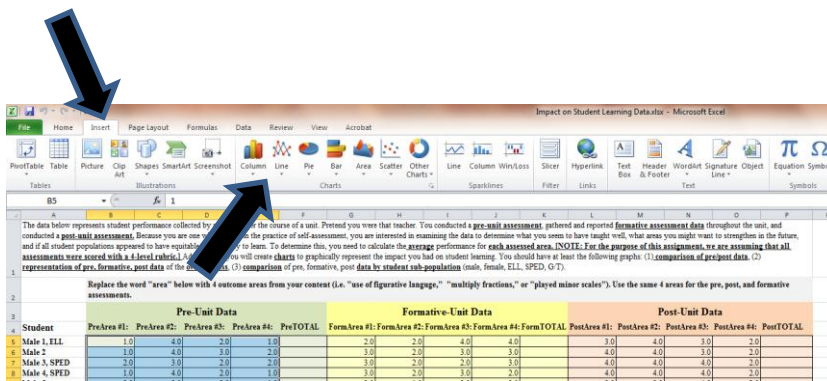 Impact on Student Learning Data.xlsx - Microsoft Excel
File Home Insert Page Layout Formulas Data Review View Acrobat
PivotTable Table Picture Clip Art Shapes SmartArt Screenshot Column Line Pie Bar Area Scatter Other Charts Line Column Win/Loss Slicer Hyperlink Text Box Header & Footer WordArt Signature Line Object Equation Symbol
Tables Illustrations Charts Sparklines Filter Links Text Symbols
B5 fx 1
A B C D F G H I J K L M N O P
1 The data below represents student performance collected by for the course of a unit. Pretend you were that teacher. You conducted a pre-unit assessment, gathered and reported formative assessment data throughout the unit, and
conducted a post-unit assessment. Because you are one in the practice of self-assessment, you are interested in examining the data to determine what you seem to have taught well, what areas you might want to strengthen in the future,
and if all student populations appeared to have equitable to learn. To determine this, you need to calculate the average performance for each assessed area. [NOTE: For the purpose of this assignment, we are assuming that all
assessments were scored with a 4-level rubric.] you will create charts to graphically represent the impact you had on student learning. You should have at least the following graphs: (1) comparison of pre/post data, (2)
representation of pre, formative, post data of the (3) comparison of pre, formative, post data by student sub-population (male, female, ELL, SPED, G/T).
2 Replace the word "area" below with 4 outcome areas from your content (i.e. "use of figurative language," "multiply fractions," or "played minor scales"). Use the same 4 areas for the pre, post, and formative
assessments.
3 Pre-Unit Data Formative-Unit Data Post-Unit Data
4 Student PreArea #1: PreArea #2: PreArea #3: PreArea #4: PreTOTAL FormArea #1: FormArea #2: FormArea #3: FormArea #4: FormTOTAL PostArea #1: PostArea #2: PostArea #3: PostArea #4: PostTOTAL
5 Male 1, ELL 1.0 4.0 2.0 1.0 2.0 2.0 4.0 4.0 3.0 4.0 3.0 2.0
6 Male 2 1.0 4.0 3.0 2.0 3.0 2.0 3.0 3.0 4.0 4.0 4.0 2.0
7 Male 3, SPED 2.0 3.0 2.0 1.0 3.0 2.0 3.0 2.0 4.0 4.0 4.0 2.0
8 Male 4, SPED 1.0 4.0 2.0 1.0 3.0 2.0 2.0 2.0 4.0 4.0 3.0 2.0